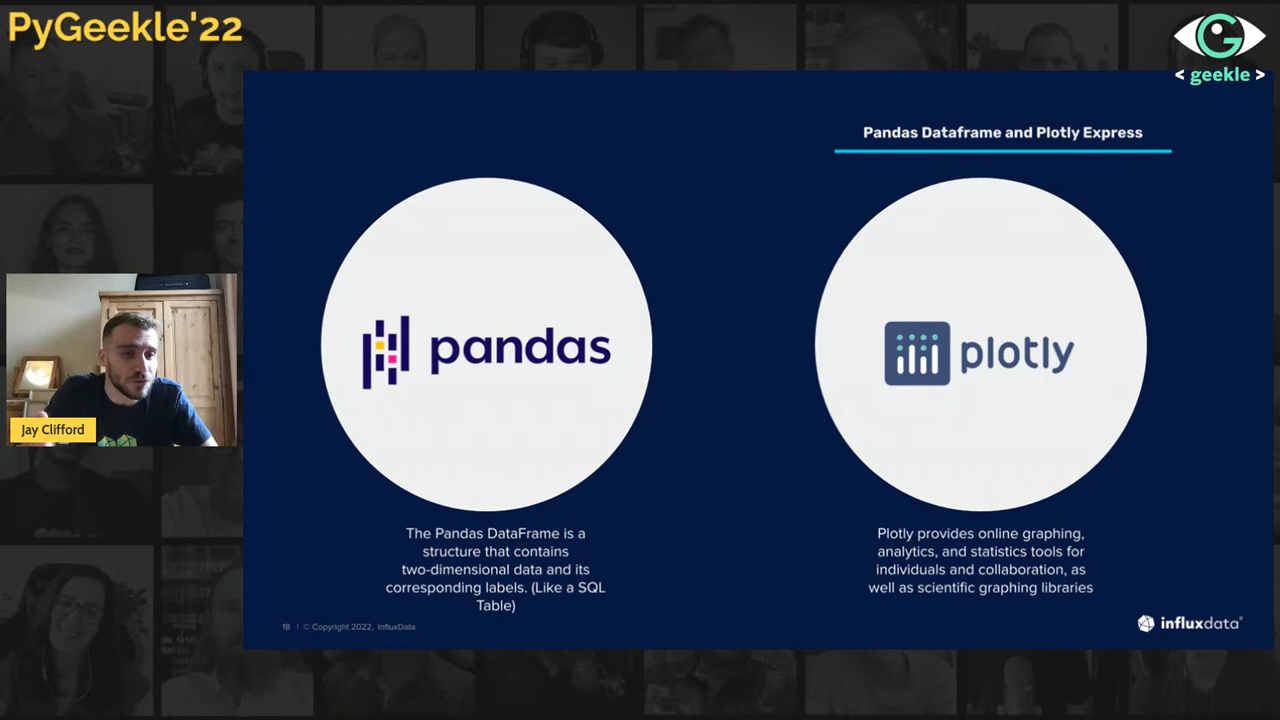 PyGeekle'22
G
< geekle >
Pandas Dataframe and Plotly Express
pandas
plotly
Jay Clifford
The Pandas DataFrame is a
structure that contains
two-dimensional data and its
corresponding labels. (Like a SQL
Table)
Plotly provides online graphing,
analytics, and statistics tools for
individuals and collaboration, as
well as scientific graphing libraries
18 | © Copyright 2022, InfluxData
influxdata®